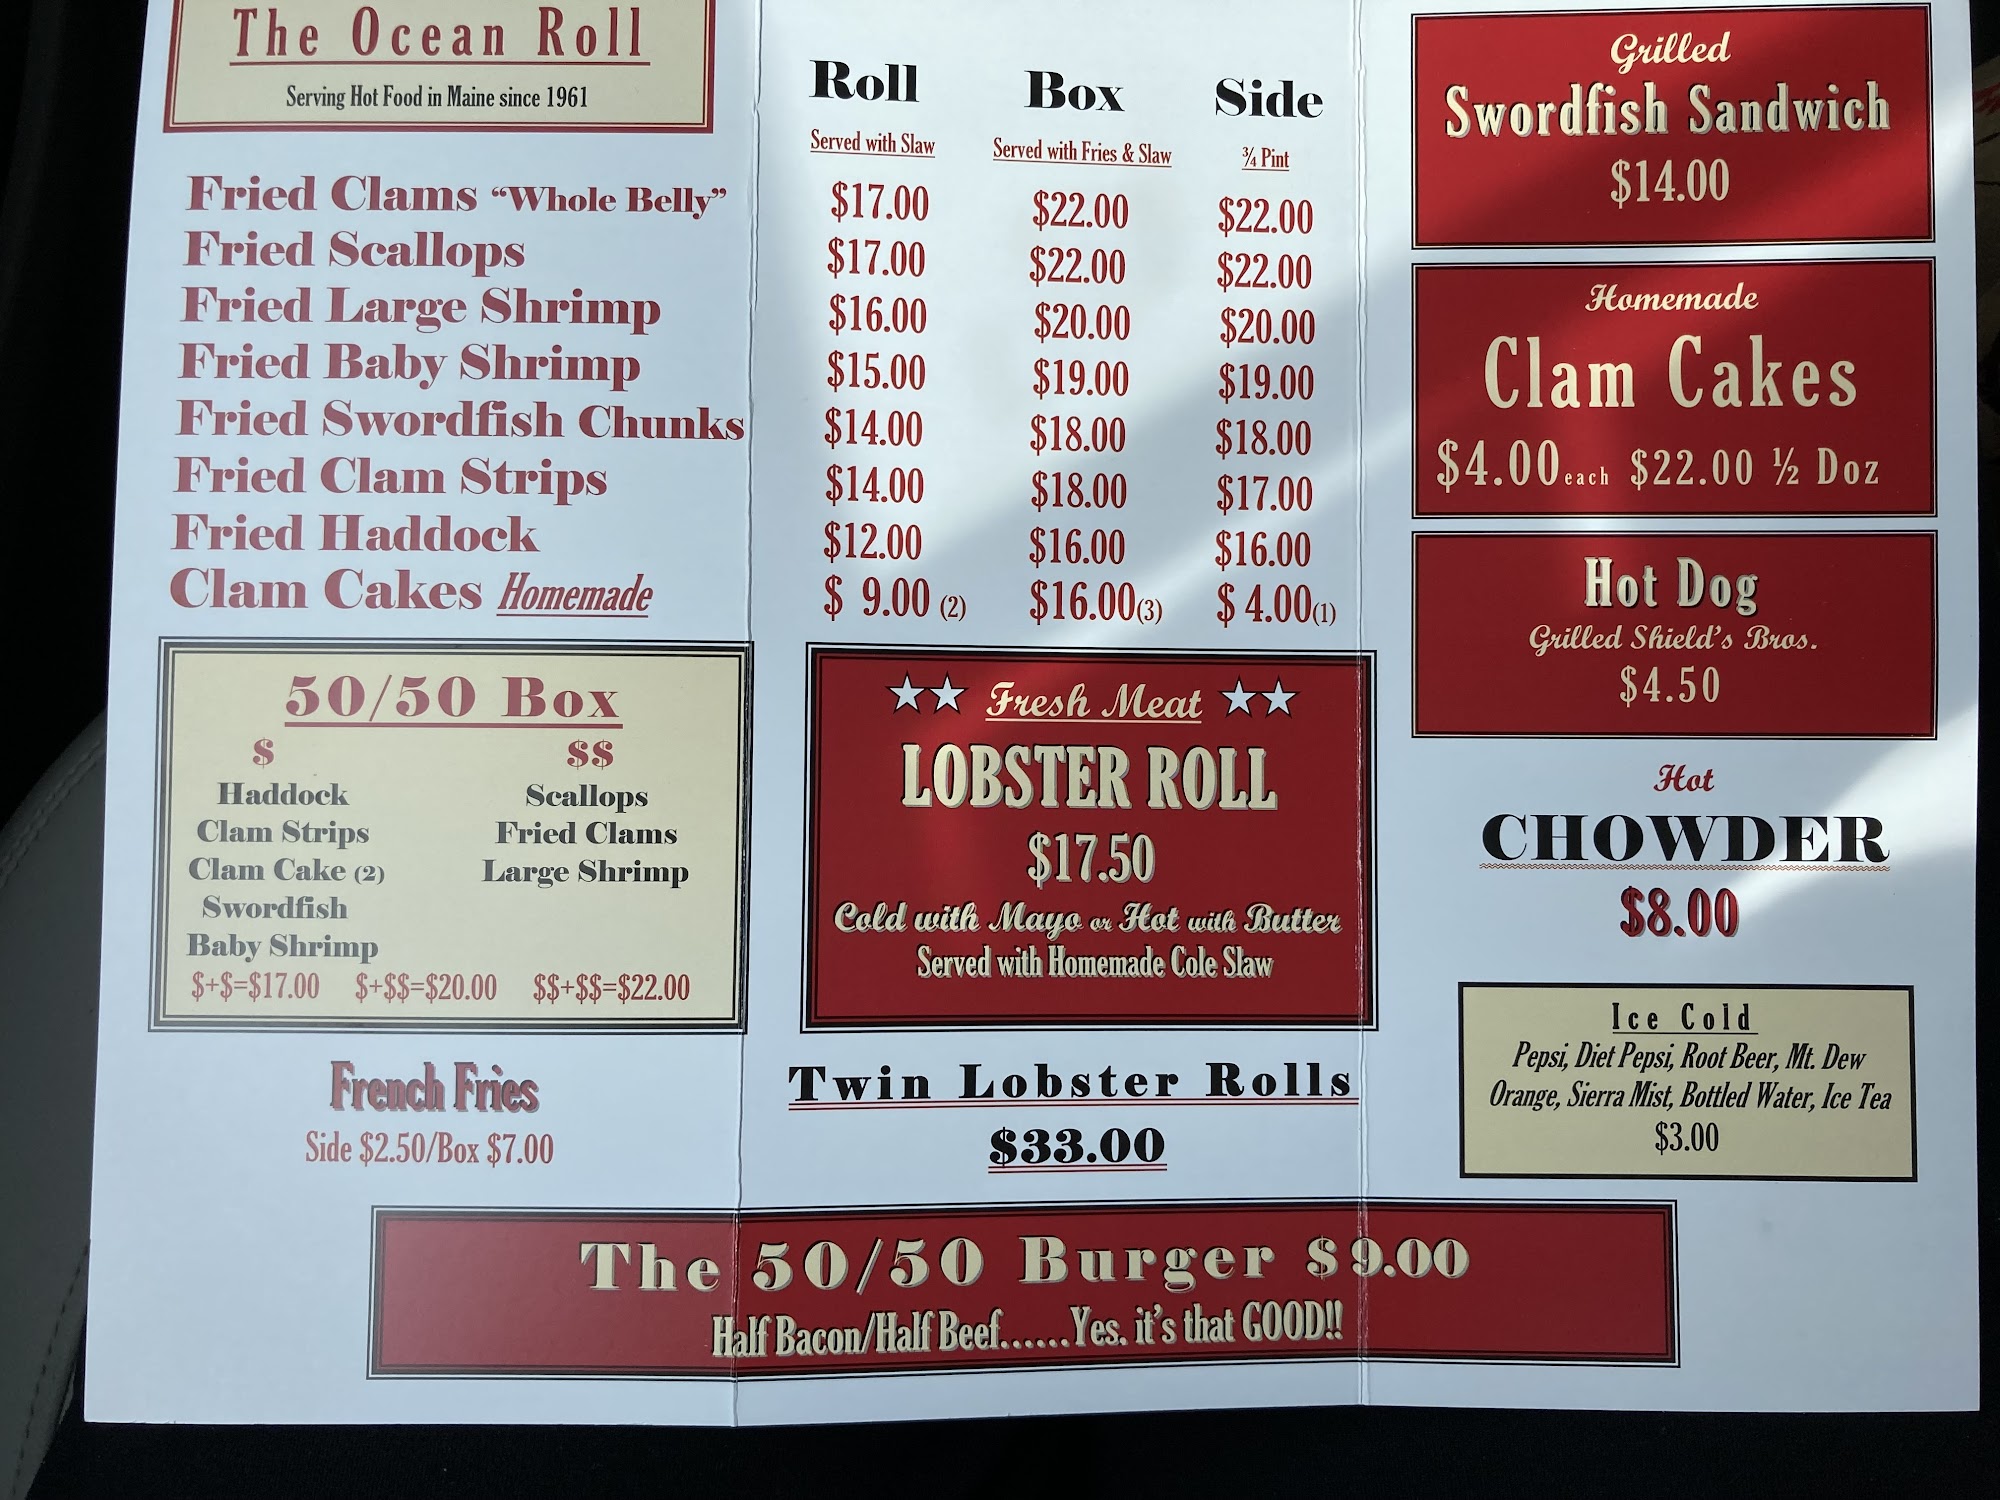 The Ocean Roll
Serving Hot Food in Maine since 1961
Roll Box Side
Served with Slaw Served with Fries & Slaw ¾ Pint
Fried Clams “Whole Belly” $17.00 $22.00 $22.00
Fried Scallops $17.00 $22.00 $22.00
Fried Large Shrimp $16.00 $20.00 $20.00
Fried Baby Shrimp $15.00 $19.00 $19.00
Fried Swordfish Chunks $14.00 $18.00 $18.00
Fried Clam Strips $14.00 $18.00 $17.00
Fried Haddock $12.00 $16.00 $16.00
Clam Cakes Homemade $ 9.00 (2) $16.00(3) $ 4.00(1)
50/50 Box
$ $$
Haddock Scallops
Clam Strips Fried Clams
Clam Cake (2) Large Shrimp
Swordfish
Baby Shrimp
$+$=$17.00 $+$$=$20.00 $$+$$=$22.00
French Fries
Side $2.50/Box $7.00
Fresh Meat
LOBSTER ROLL
$17.50
Cold with Mayo or Hot with Butter
Served with Homemade Cole Slaw
Twin Lobster Rolls
$33.00
Grilled
Swordfish Sandwich
$14.00
Homemade
Clam Cakes
$4.00 each $22.00 ½ Doz
Hot Dog
Grilled Shield's Bros.
$4.50
Hot
CHOWDER
$8.00
Ice Cold
Pepsi, Diet Pepsi, Root Beer, Mt. Dew
Orange, Sierra Mist, Bottled Water, Ice Tea
$3.00
The 50/50 Burger $9.00
Half Bacon/Half Beef......Yes. it's that GOOD!!